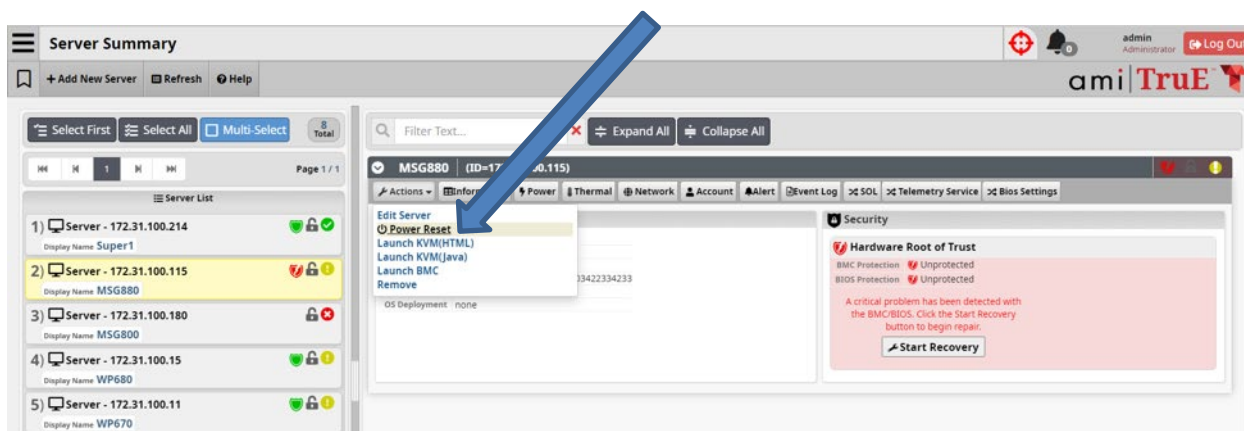 Server Summary
0
admin
Administrator
Log Out
+ Add New Server Refresh Help
ami TruE
Select First Select All Multi-Select 8 Total
1 Page 1 / 1
Server List
1) Server - 172.31.100.214
Display Name Super1
2) Server - 172.31.100.115
Display Name MSG880
3) Server - 172.31.100.180
Display Name MSG800
4) Server - 172.31.100.15
Display Name WP680
5) Server - 172.31.100.11
Display Name WP670
Filter Text... Expand All Collapse All
MSG880
Actions Power Thermal Network Account Alert Event Log SOL Telemetry Service Bios Settings
Edit Server
Power Reset
Launch KVM(HTML)
Launch KVM(Java)
Launch BMC
Remove
03422334233
OS Deployment none
Security
Hardware Root of Trust
BMC Protection Unprotected
BIOS Protection Unprotected
A critical problem has been detected with
the BMC/BIOS. Click the Start Recovery
button to begin repair.
Start Recovery